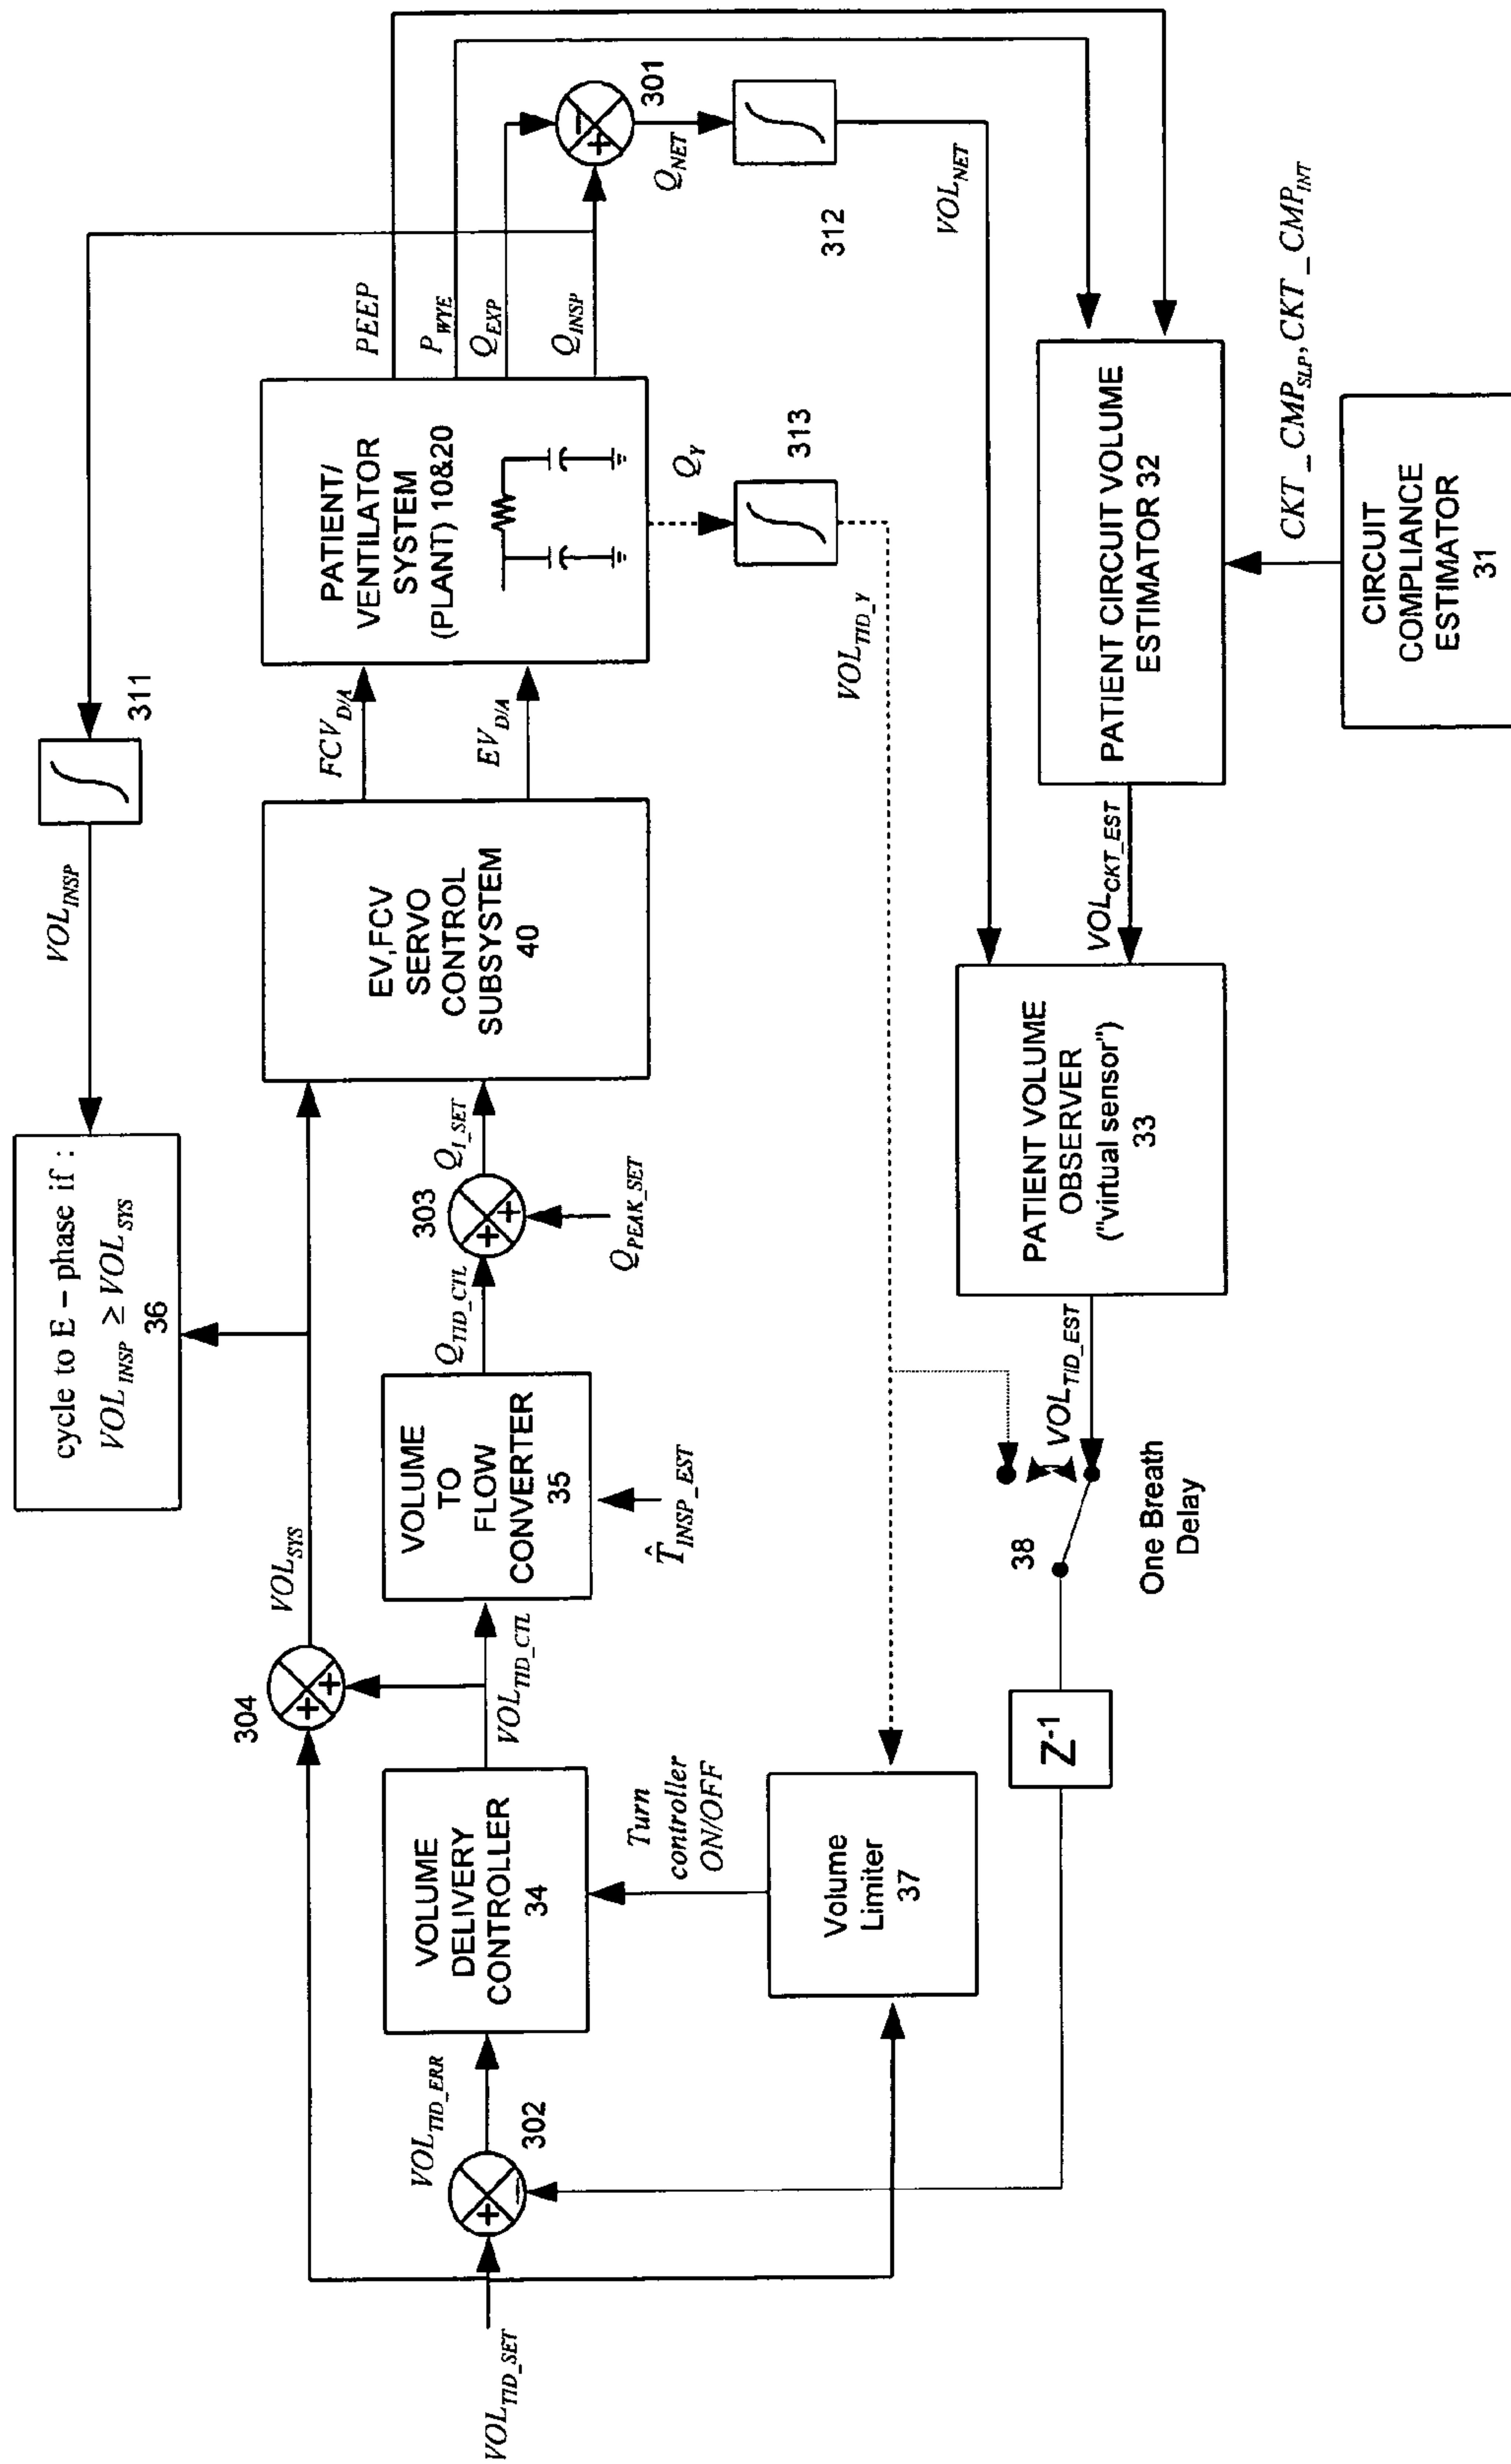 cycle to E – phase if :
VOL_INSP ≥ VOL_SYS
36
VOL_INSP
311
VOL_SYS
304
VOL_TID_SET
VOL_TID_ERR
302
VOLUME
DELIVERY
CONTROLLER
34
VOL_TID_CTL
VOLUME
TO
FLOW
CONVERTER
35
T̂_INSP_EST
Q_TID_CTL
303
Q_PEAK_SET
Q_I_SET
EV,FCV
SERVO
CONTROL
SUBSYSTEM
40
FCV_D/A
EV_D/A
PATIENT/
VENTILATOR
SYSTEM
(PLANT) 10&20
PEEP
P_WYE
Q_EXP
Q_INSP
301
Q_NET
312
VOL_NET
Q_Y
313
VOL_TID_Y
Turn
controller
ON/OFF
Volume
Limiter
37
Z-1
38
One Breath
Delay
VOL_TID_EST
PATIENT VOLUME
OBSERVER
("virtual sensor")
33
VOL_CKT_EST
PATIENT CIRCUIT VOLUME
ESTIMATOR 32
CKT_CMP_SLP, CKT_CMP_INT
CIRCUIT
COMPLIANCE
ESTIMATOR
31